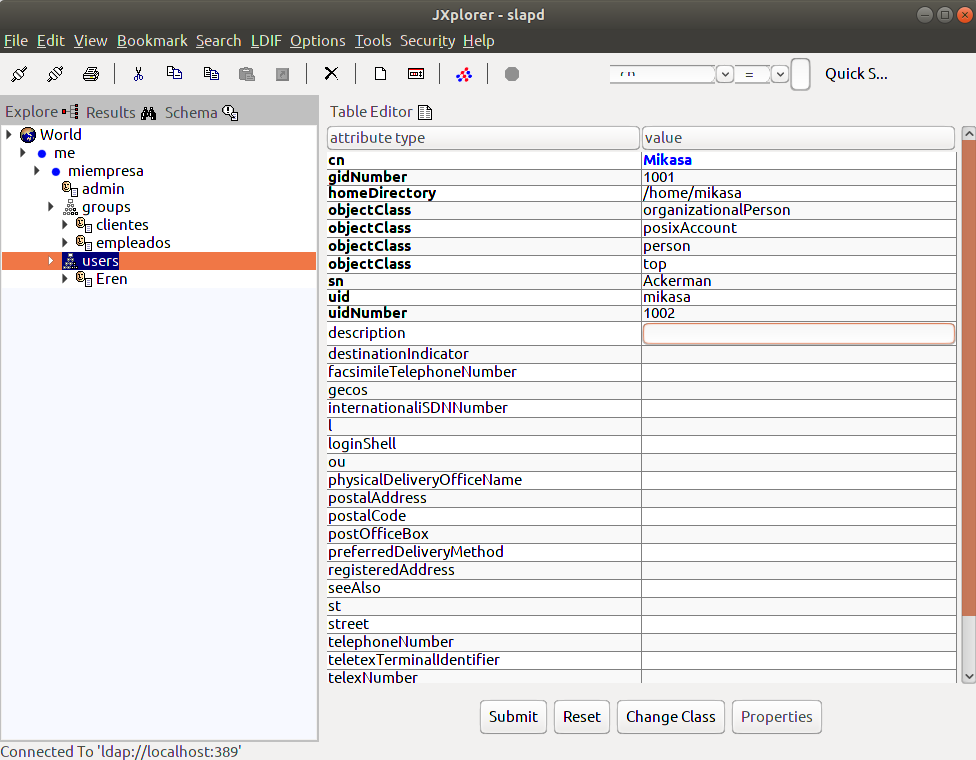 JXplorer - slapd
File Edit View Bookmark Search LDIF Options Tools Security Help
= Quick S...
Explore Results Schema
World
me
miempresa
admin
groups
clientes
empleados
users
Eren
Table Editor
attribute type value
cn Mikasa
gidNumber 1001
homeDirectory /home/mikasa
objectClass organizationalPerson
objectClass posixAccount
objectClass person
objectClass top
sn Ackerman
uid mikasa
uidNumber 1002
description
destinationIndicator
facsimileTelephoneNumber
gecos
internationaliSDNNumber
l
loginShell
ou
physicalDeliveryOfficeName
postalAddress
postalCode
postOfficeBox
preferredDeliveryMethod
registeredAddress
seeAlso
st
street
telephoneNumber
teletexTerminalIdentifier
telexNumber
Submit Reset Change Class Properties
Connected To 'ldap://localhost:389'